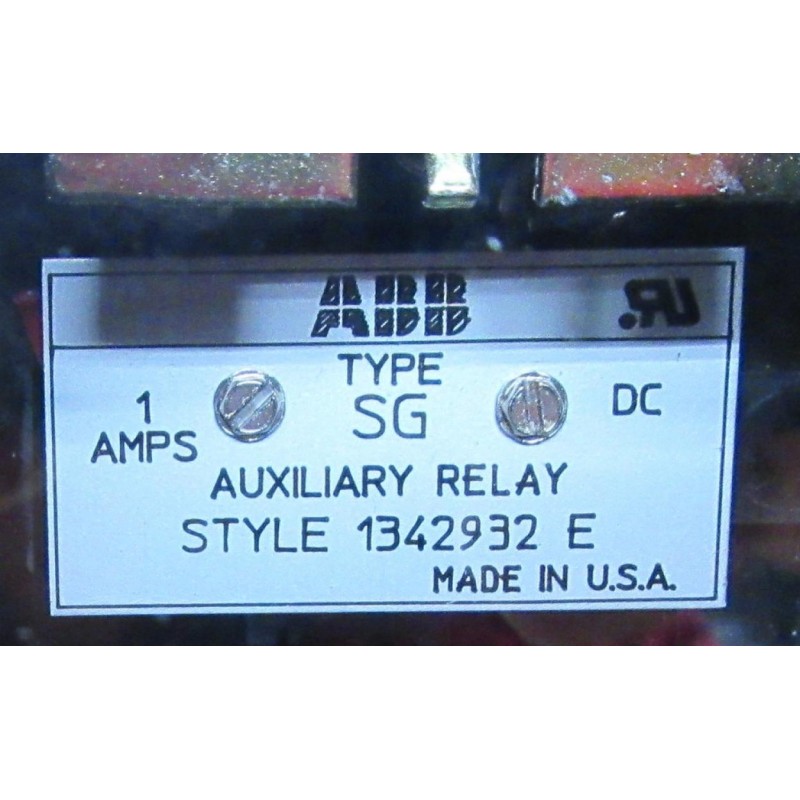 ABB
TYPE
SG
1
AMPS
DC
AUXILIARY RELAY
STYLE 1342932 E
MADE IN U.S.A.